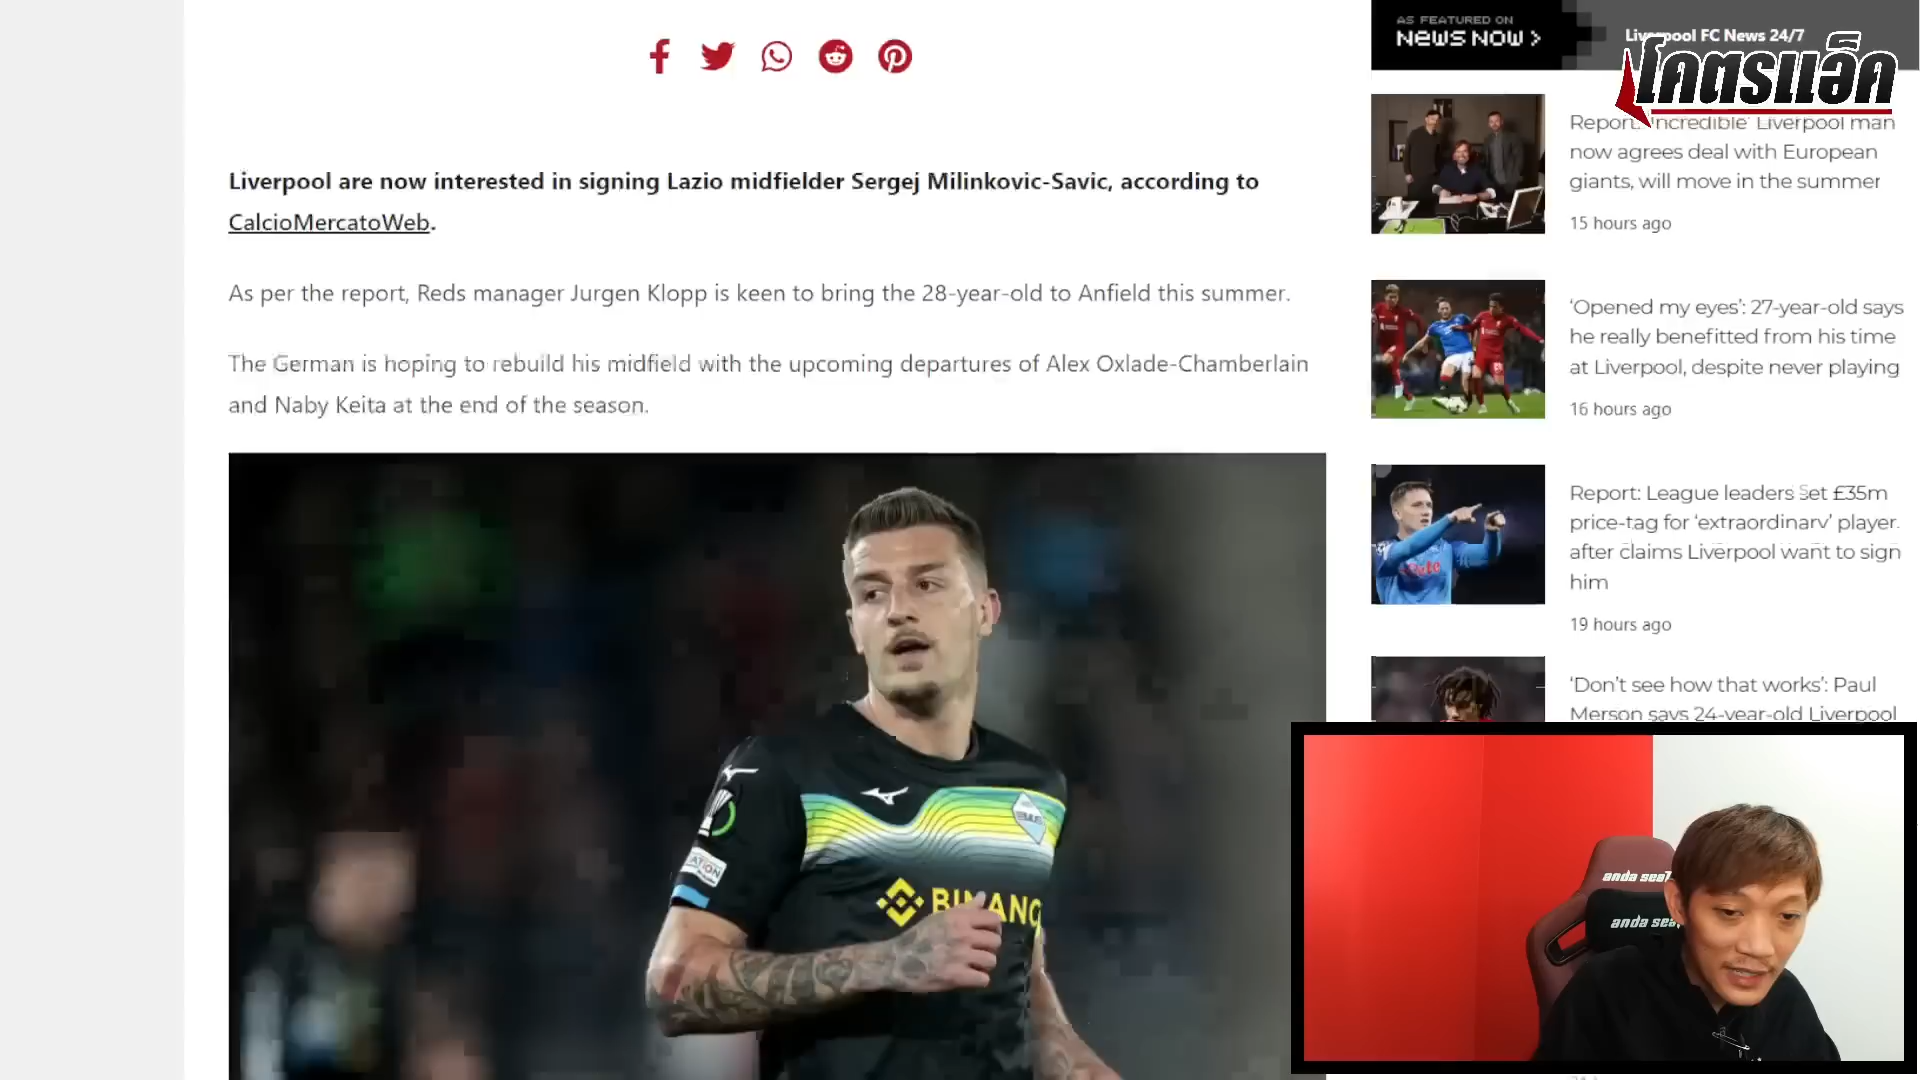 AS FEATURED ON
NEWS NOW >
Liverpool FC News 24/7
โคตรแอ็ค
Liverpool are now interested in signing Lazio midfielder Sergej Milinkovic-Savic, according to
CalcioMercatoWeb.
As per the report, Reds manager Jurgen Klopp is keen to bring the 28-year-old to Anfield this summer.
The German is hoping to rebuild his midfield with the upcoming departures of Alex Oxlade-Chamberlain
and Naby Keita at the end of the season.
BINANC
Report: 'Incredible' Liverpool man
now agrees deal with European
giants, will move in the summer
15 hours ago
‘Opened my eyes’: 27-year-old says
he really benefitted from his time
at Liverpool, despite never playing
16 hours ago
Report: League leaders set £35m
price-tag for ‘extraordinary’ player,
after claims Liverpool want to sign
him
19 hours ago
‘Don’t see how that works’: Paul
Merson says 24-year-old Liverpool
anda seaT
anda sea